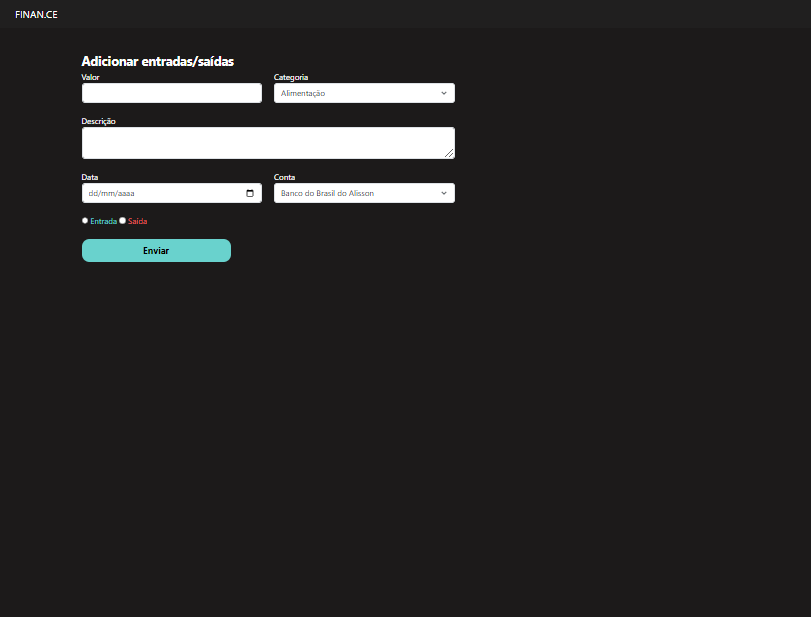 FINAN.CE
Adicionar entradas/saídas
Valor Categoria
Alimentação
Descrição
Data Conta
dd/mm/aaaa Banco do Brasil do Alisson
Entrada Saída
Enviar